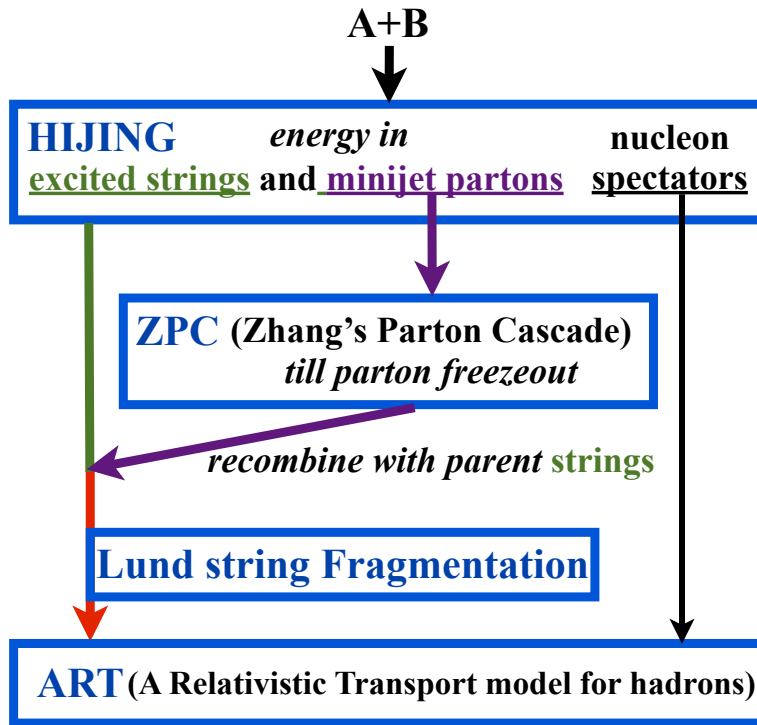 A+B
HIJING energy in nucleon
excited strings and minijet partons spectators
ZPC (Zhang’s Parton Cascade)
till parton freezeout
recombine with parent strings
Lund string Fragmentation
ART (A Relativistic Transport model for hadrons)